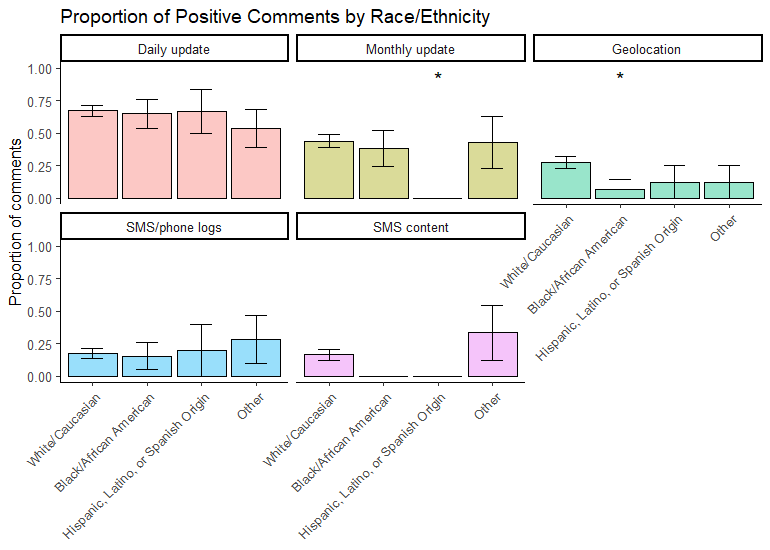 Proportion of Positive Comments by Race/Ethnicity
Daily update
Monthly update
Geolocation
1.00
0.75
0.50
0.25
0.00
*
*
Proportion of comments
SMS/phone logs
SMS content
1.00
0.75
0.50
0.25
0.00
White/Caucasian
Black/African American
Hispanic, Latino, or Spanish Origin
Other
White/Caucasian
Black/African American
Hispanic, Latino, or Spanish Origin
Other
White/Caucasian
Black/African American
Hispanic, Latino, or Spanish Origin
Other